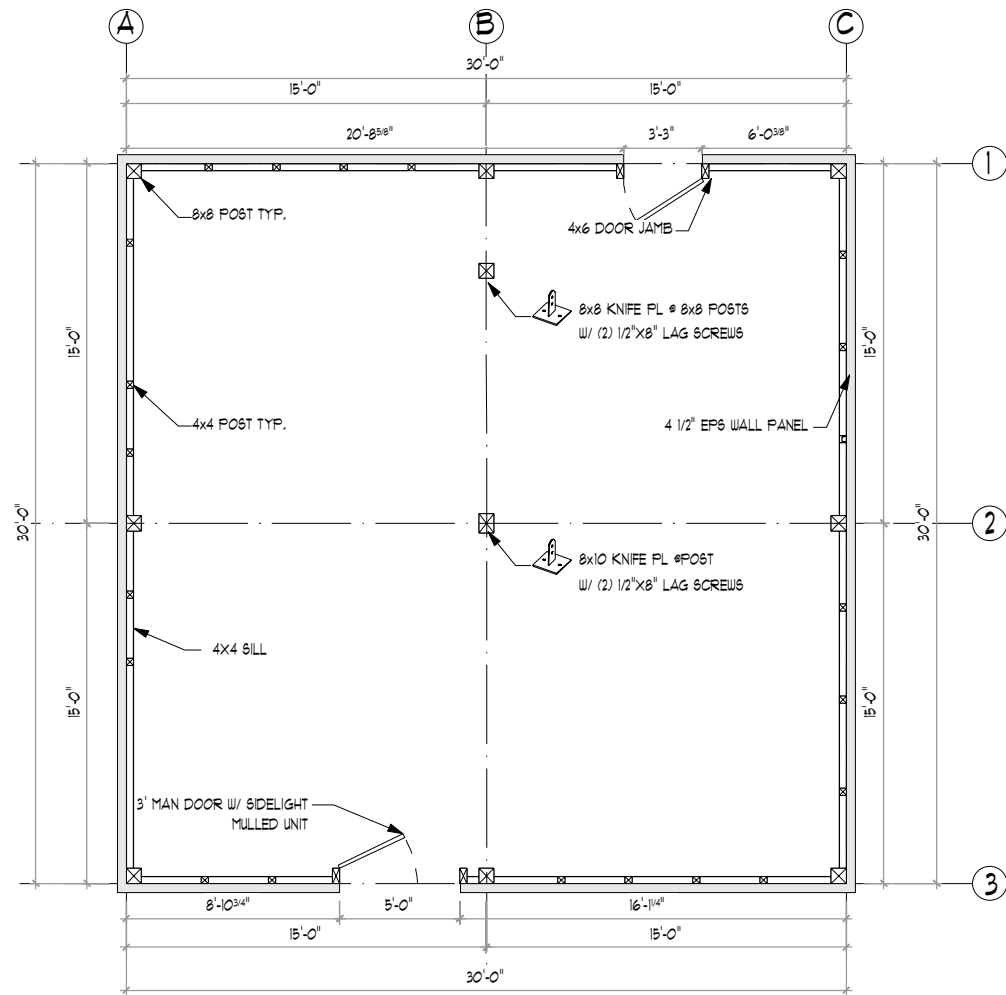 A B C
30'-0"
15'-0" 15'-0"
20'-8 5/8" 3'-3" 6'-0 3/8"
1
8x8 POST TYP.
4x6 DOOR JAMB
8x8 KNIFE PL @ 8x8 POSTS
W/ (2) 1/2"X8" LAG SCREWS
15'-0" 15'-0"
4x4 POST TYP.
4 1/2" EPS WALL PANEL
30'-0" 30'-0"
2
8x10 KNIFE PL @POST
W/ (2) 1/2"X8" LAG SCREWS
4X4 SILL
15'-0" 15'-0"
3' MAN DOOR W/ SIDELIGHT
MULLED UNIT
3
8'-10 3/4" 5'-0" 16'-1 1/4"
15'-0" 15'-0"
30'-0"